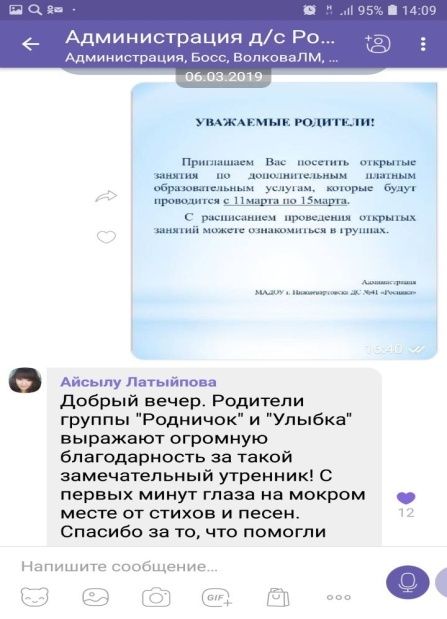 95% 14:09
Администрация д/с Ро...
Администрация, Босс, ВолковаЛМ, ...
06.03.2019
УВАЖАЕМЫЕ РОДИТЕЛИ!
Приглашаем Вас посетить открытые
занятия по дополнительным платным
образовательным услугам, которые будут
проводится с 11марта по 15марта.
С расписанием проведения открытых
занятий можете ознакомиться в группах.
Администрация
МАДОУ г. Нижневартовска ДС №41 «Росинка»
16:40
Айсылу Латыйпова
Добрый вечер. Родители
группы "Родничок" и "Улыбка"
выражают огромную
благодарность за такой
замечательный утренник! С
первых минут глаза на мокром
месте от стихов и песен.
Спасибо за то, что помогли
12
Напишите сообщение...
GIF